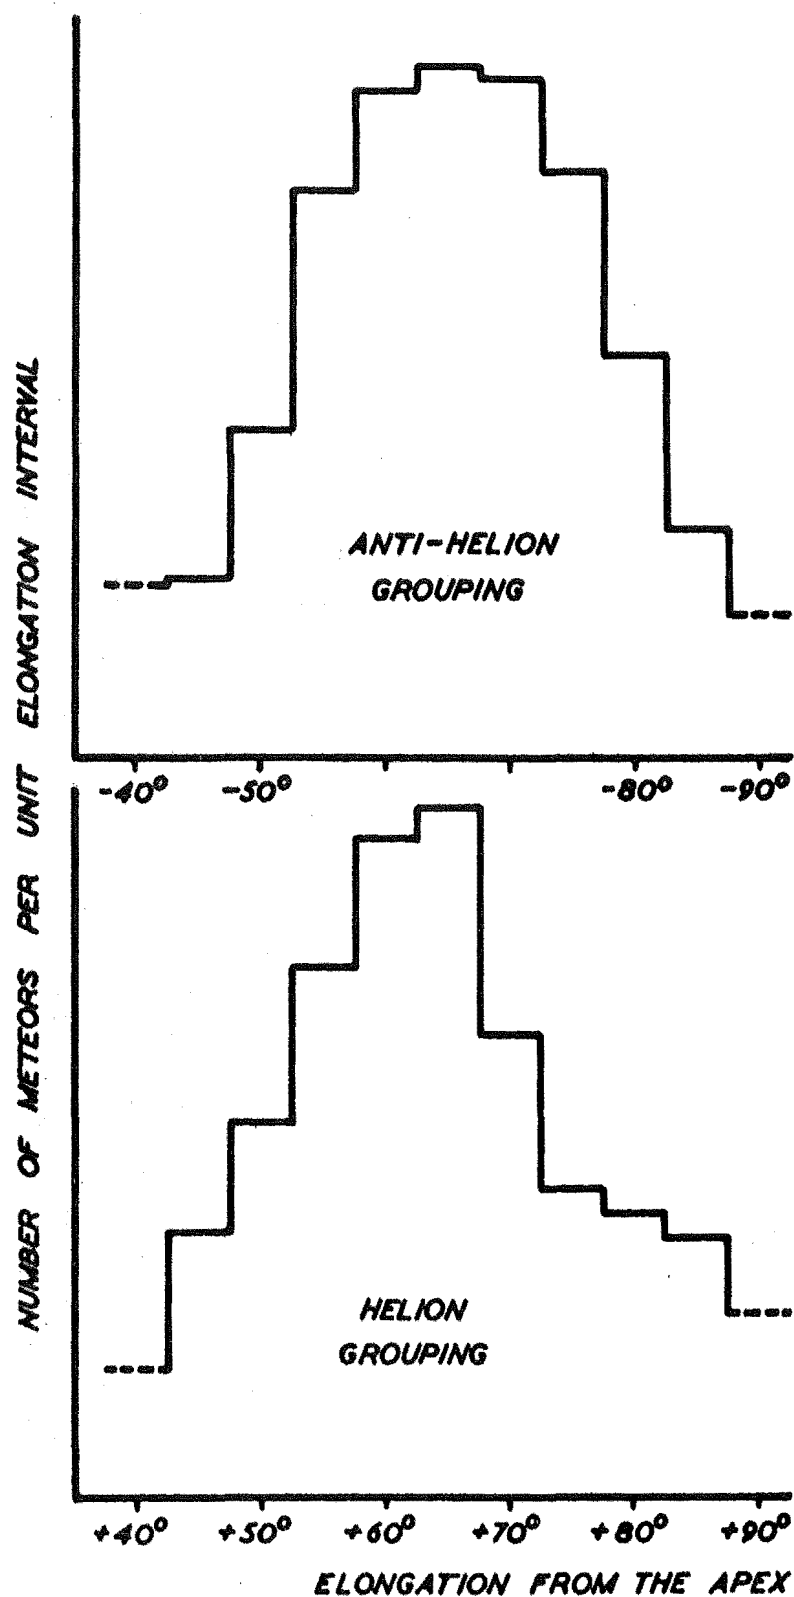 NUMBER OF METEORS PER UNIT ELONGATION INTERVAL
ANTI-HELION
GROUPING
-40° -50° -80° -90°
HELION
GROUPING
+40° +50° +60° +70° +80° +90°
ELONGATION FROM THE APEX